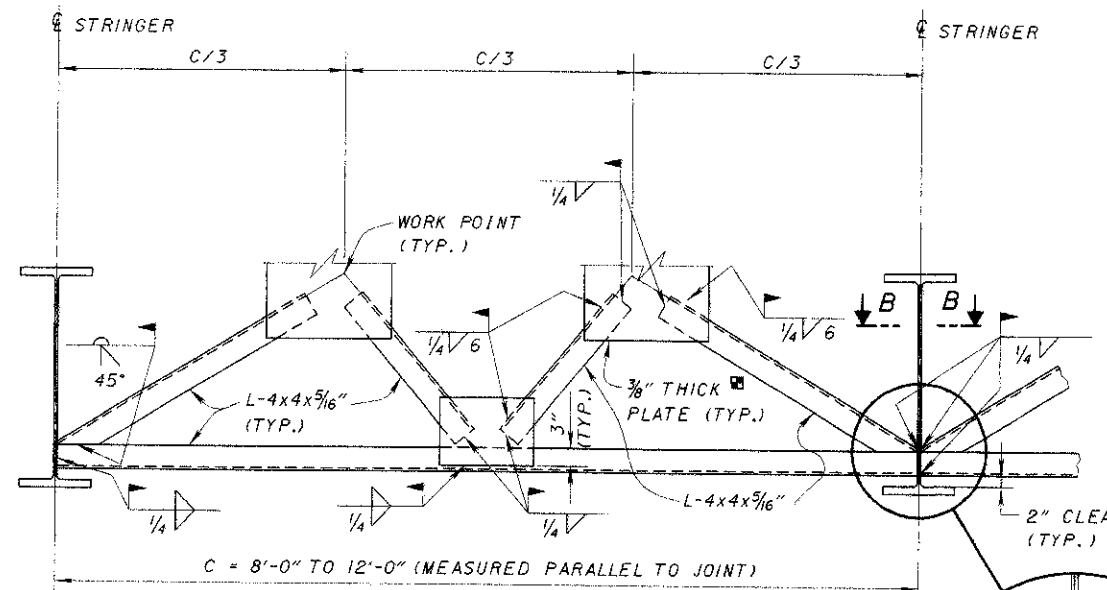 ℄ STRINGER
℄ STRINGER
C/3
C/3
C/3
1/4
WORK POINT
(TYP.)
B
B
1/4
6
1/4
6
1/4
45°
L-4x4x5/16"
(TYP.)
3/8" THICK
PLATE (TYP.)
3"
(TYP.)
L-4x4x5/16"
1/4
1/4
1/4
2" CLEA
(TYP.)
C = 8'-0" TO 12'-0" (MEASURED PARALLEL TO JOINT)